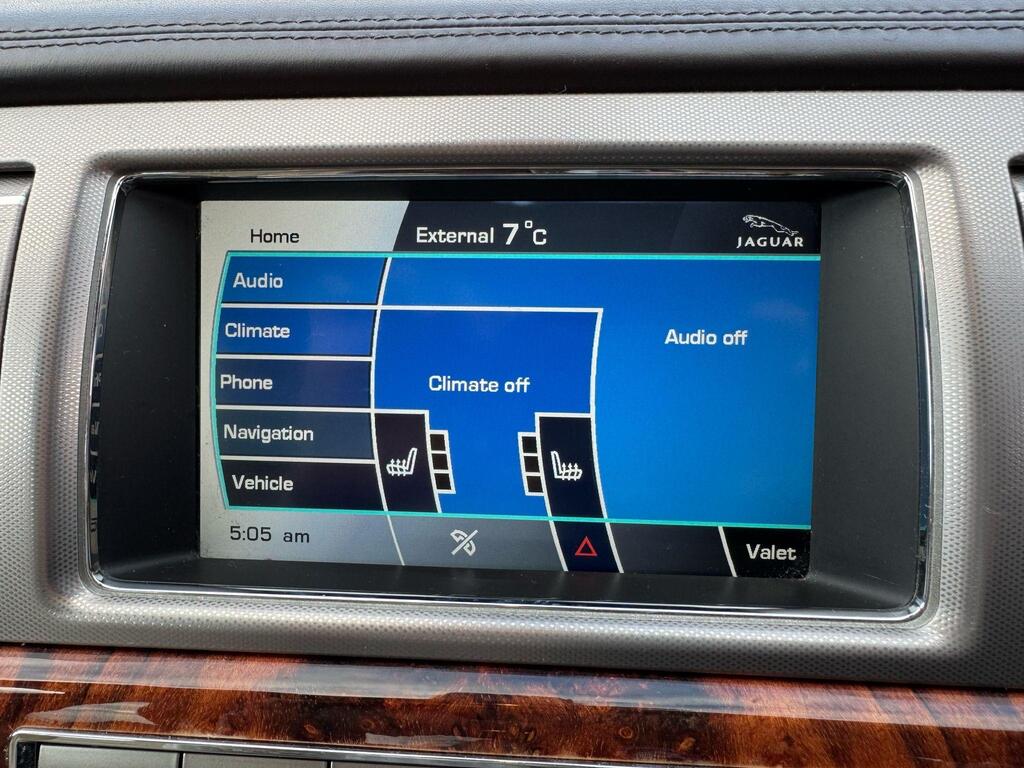 Home
External 7°C
JAGUAR
Audio
Climate
Phone
Navigation
Vehicle
Climate off
Audio off
5:05 am
Valet